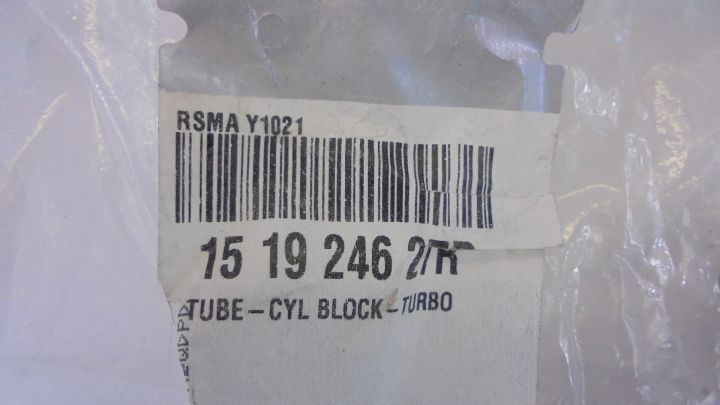 RSMA Y1021
15 19 246
TUBE-CYL BLOCK-TURBO